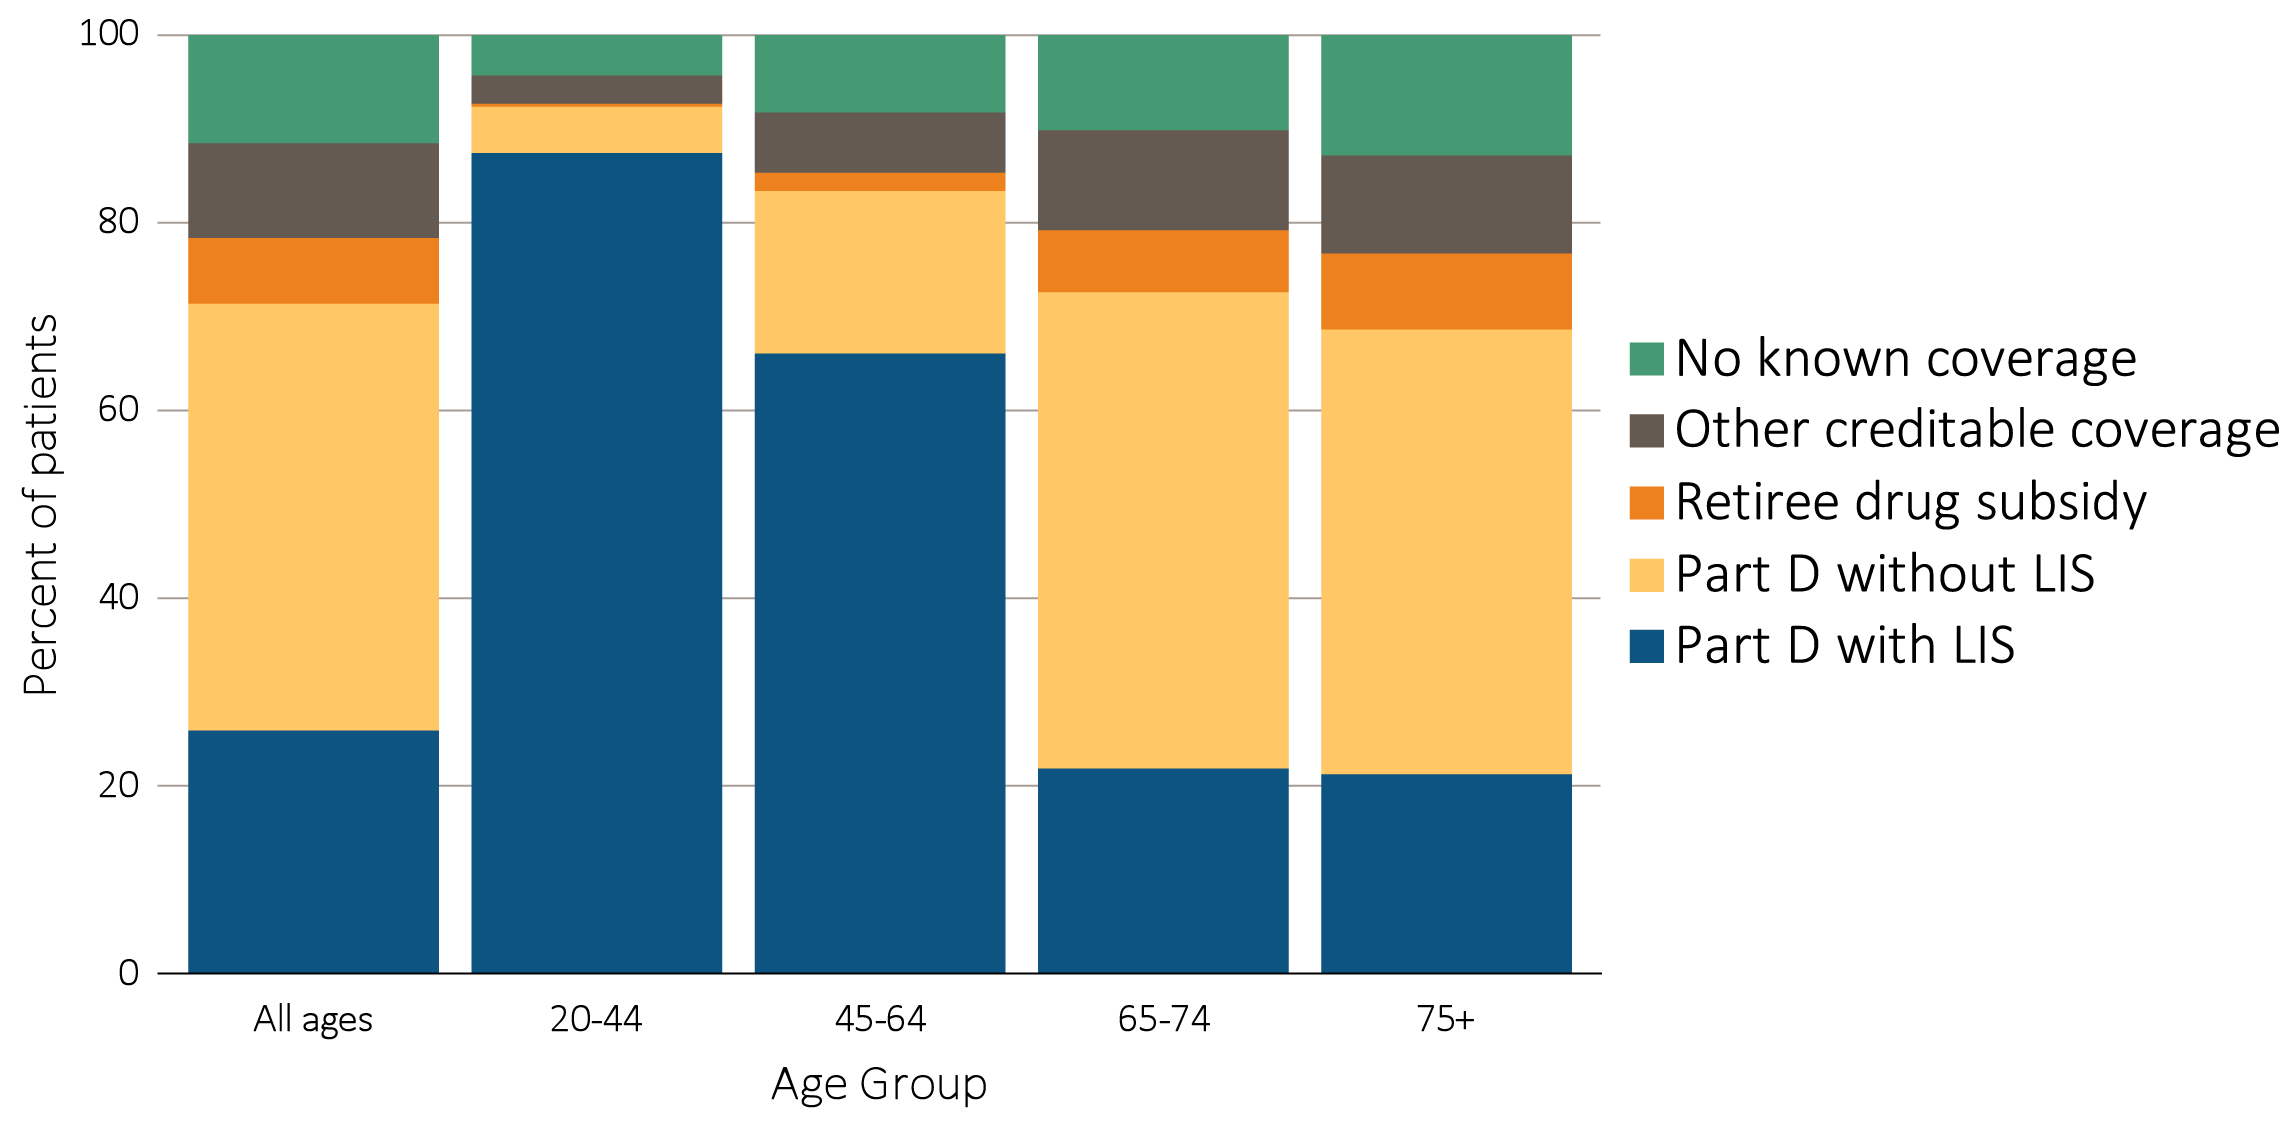 100
80
60
40
20
0
Percent of patients
All ages
20-44
45-64
65-74
75+
Age Group
No known coverage
Other creditable coverage
Retiree drug subsidy
Part D without LIS
Part D with LIS